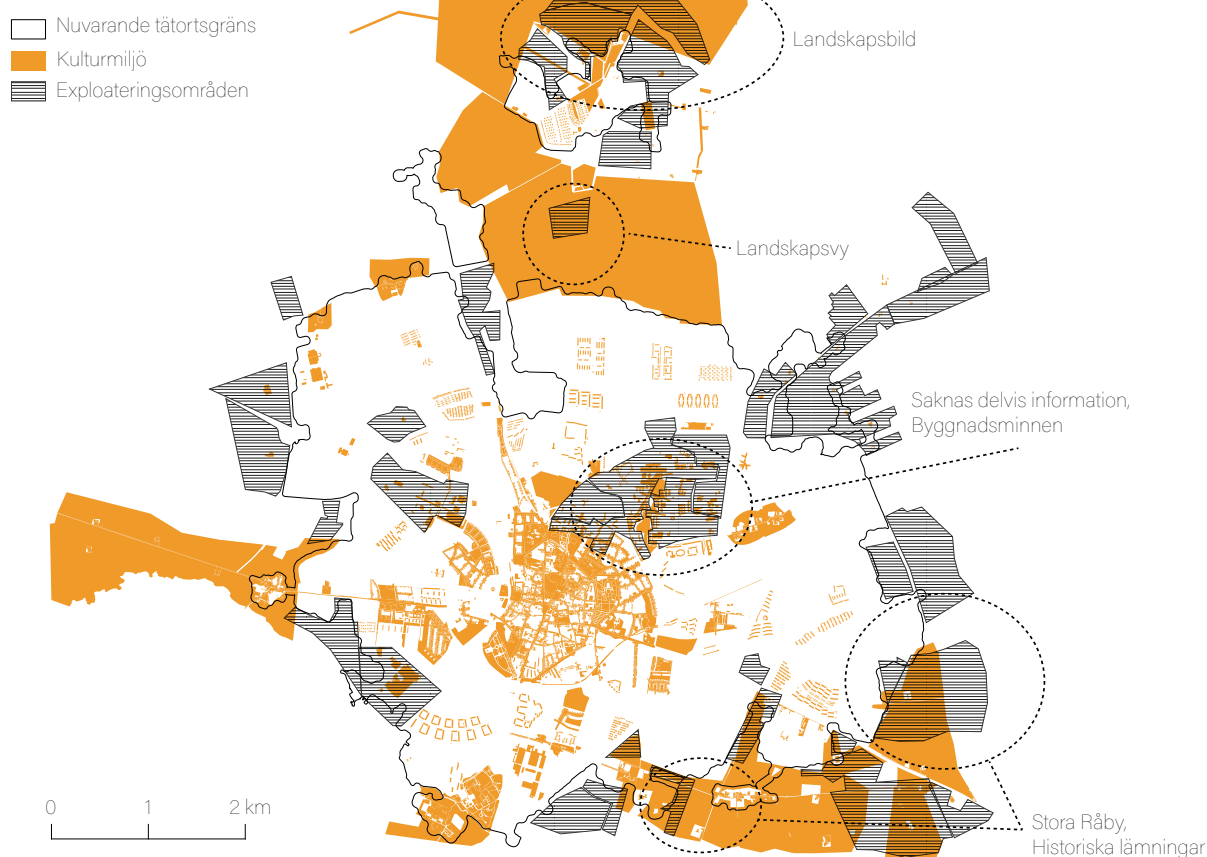 Nuvarande tätortsgräns
Kulturmiljö
Exploateringsområden
Landskapsbild
Landskapsvy
Saknas delvis information,
Byggnadsminnen
0 1 2 km
Stora Råby,
Historiska lämningar